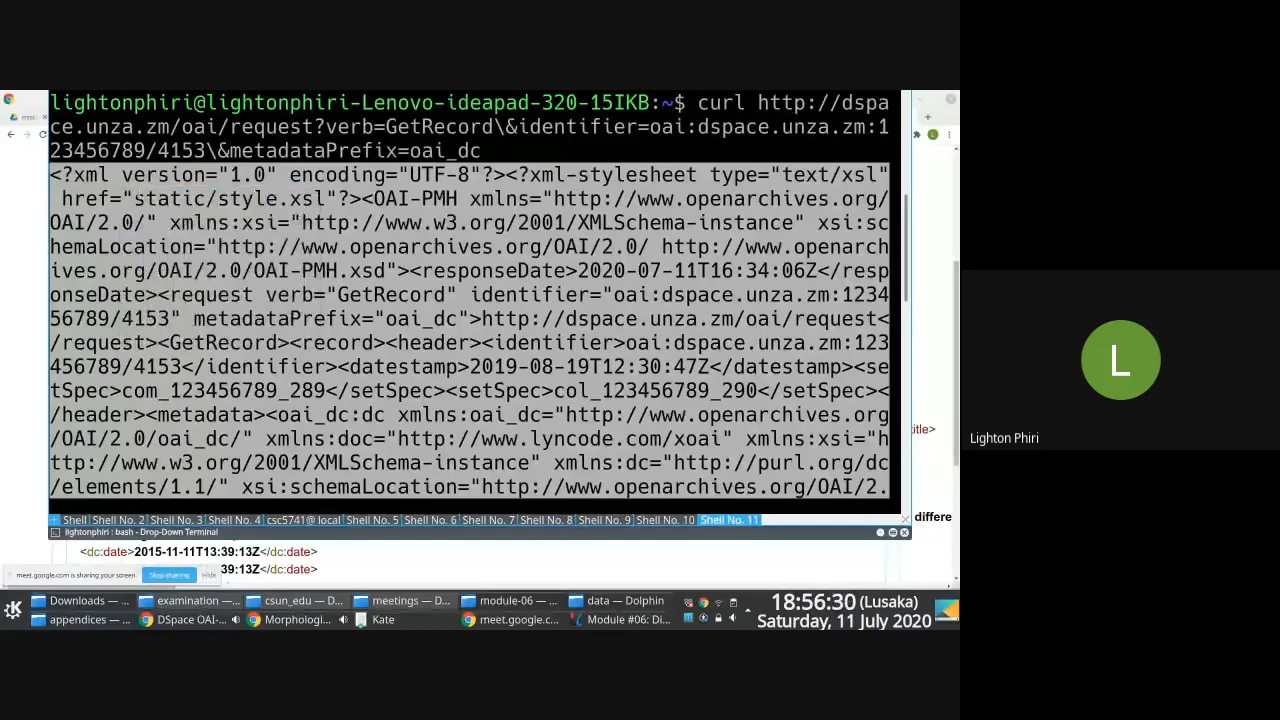 lightonphiri@lightonphiri-Lenovo-ideapad-320-15IKB:~$ curl http://dspa
ce.unza.zm/oai/request?verb=GetRecord\&identifier=oai:dspace.unza.zm:1
23456789/4153\&metadataPrefix=oai_dc
<?xml version="1.0" encoding="UTF-8"?><?xml-stylesheet type="text/xsl"
href="static/style.xsl"?><OAI-PMH xmlns="http://www.openarchives.org/
OAI/2.0/" xmlns:xsi="http://www.w3.org/2001/XMLSchema-instance" xsi:sc
hemaLocation="http://www.openarchives.org/OAI/2.0/ http://www.openarch
ives.org/OAI/2.0/OAI-PMH.xsd"><responseDate>2020-07-11T16:34:06Z</resp
onseDate><request verb="GetRecord" identifier="oai:dspace.unza.zm:1234
56789/4153" metadataPrefix="oai_dc">http://dspace.unza.zm/oai/request<
/request><GetRecord><record><header><identifier>oai:dspace.unza.zm:123
456789/4153</identifier><datestamp>2019-08-19T12:30:47Z</datestamp><se
tSpec>com_123456789_289</setSpec><setSpec>col_123456789_290</setSpec><
/header><metadata><oai_dc:dc xmlns:oai_dc="http://www.openarchives.org
/OAI/2.0/oai_dc/" xmlns:doc="http://www.lyncode.com/xoai" xmlns:xsi="h
ttp://www.w3.org/2001/XMLSchema-instance" xmlns:dc="http://purl.org/dc
/elements/1.1/" xsi:schemaLocation="http://www.openarchives.org/OAI/2.
misc
L
itle>
differe
L
Lighton Phiri
Shell Shell No. 2 Shell No. 3 Shell No. 4 csc5741@ local Shell No. 5 Shell No. 6 Shell No. 7 Shell No. 8 Shell No. 9 Shell No. 10 Shell No. 11
lightonphiri : bash - Drop-Down Terminal
<dc:date>2015-11-11T13:39:13Z</dc:date>
39:13Z</dc:date>
meet.google.com is sharing your screen. Stop sharing Hide
Downloads — ... examination —... csun_edu — D... meetings — D... module-06 — ... data — Dolphin
appendices — ... DSpace OAI-... Morphologi... Kate meet.google.c... Module #06: Di...
18:56:30 (Lusaka)
Saturday, 11 July 2020